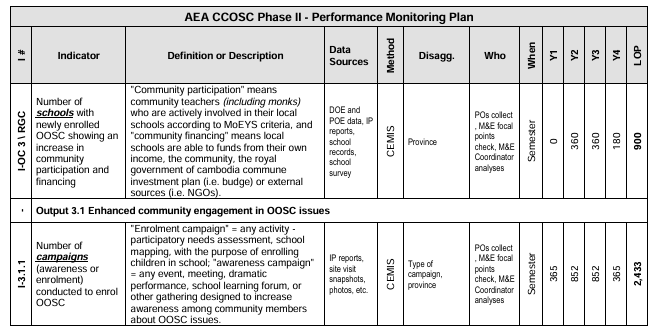 AEA CCOSC Phase II - Performance Monitoring Plan
I #
Indicator
Definition or Description
Data
Sources
Method
Disagg.
Who
When
Y1
Y2
Y3
Y4
LOP
I-OC 3 \ RGC
Number of
schools with
newly enrolled
OOSC showing an
increase in
community
participation and
financing
"Community participation" means
community teachers (including monks)
who are actively involved in their local
schools according to MoEYS criteria, and
"community financing" means local
schools are able to funds from their own
income, the community, the royal
government of cambodia commune
investment plan (i.e. budget) or external
sources (i.e. NGOs).
DOE and
POE data, IP
reports,
school
records,
school
survey
CEMIS
Province
POs collect
, M&E focal
points
check, M&E
Coordinator
analyses
Semester
0
360
360
180
900
Output 3.1 Enhanced community engagement in OOSC issues
I-3.1.1
Number of
campaigns
(awareness or
enrolment)
conducted to enrol
OOSC
"Enrolment campaign" = any activity -
participatory needs assessment, school
mapping, with the purpose of enrolling
children in school; "awareness campaign"
= any event, meeting, dramatic
performance, school learning forum, or
other gathering designed to increase
awareness among community members
about OOSC issues.
IP reports,
site visit
snapshots,
photos, etc.
CEMIS
Type of
campaign,
province
POs collect
, M&E focal
points
check, M&E
Coordinator
analyses
Semester
365
852
852
365
2,433